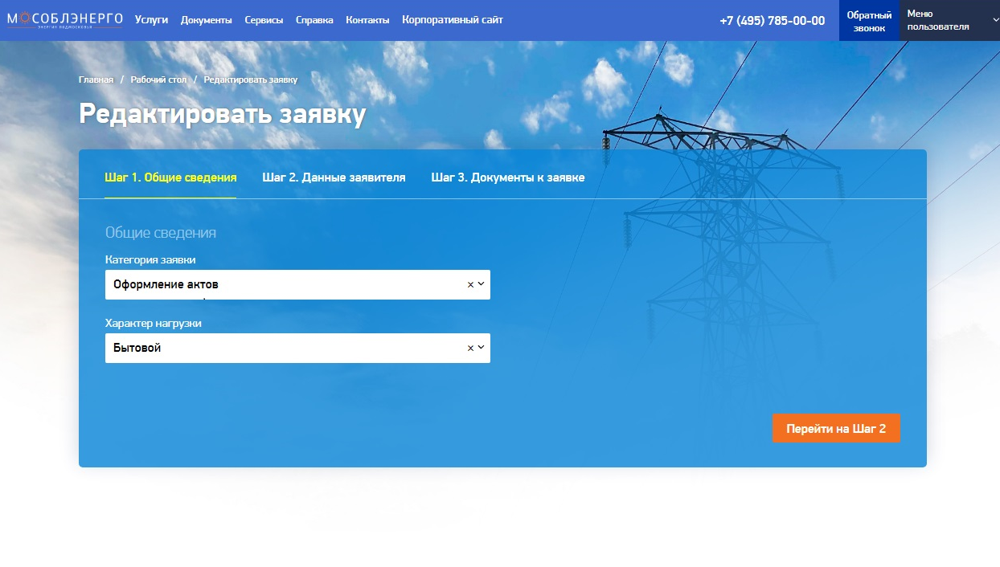 МОСОБЛЭНЕРГО
ЭНЕРГИЯ ПОДМОСКОВЬЯ
Услуги Документы Сервисы Справка Контакты Корпоративный сайт
+7 (495) 785-00-00
Обратный
звонок
Меню
пользователя
Главная / Рабочий стол / Редактировать заявку
Редактировать заявку
Шаг 1. Общие сведения Шаг 2. Данные заявителя Шаг 3. Документы к заявке
Общие сведения
Категория заявки
Оформление актов
Характер нагрузки
Бытовой
Перейти на Шаг 2